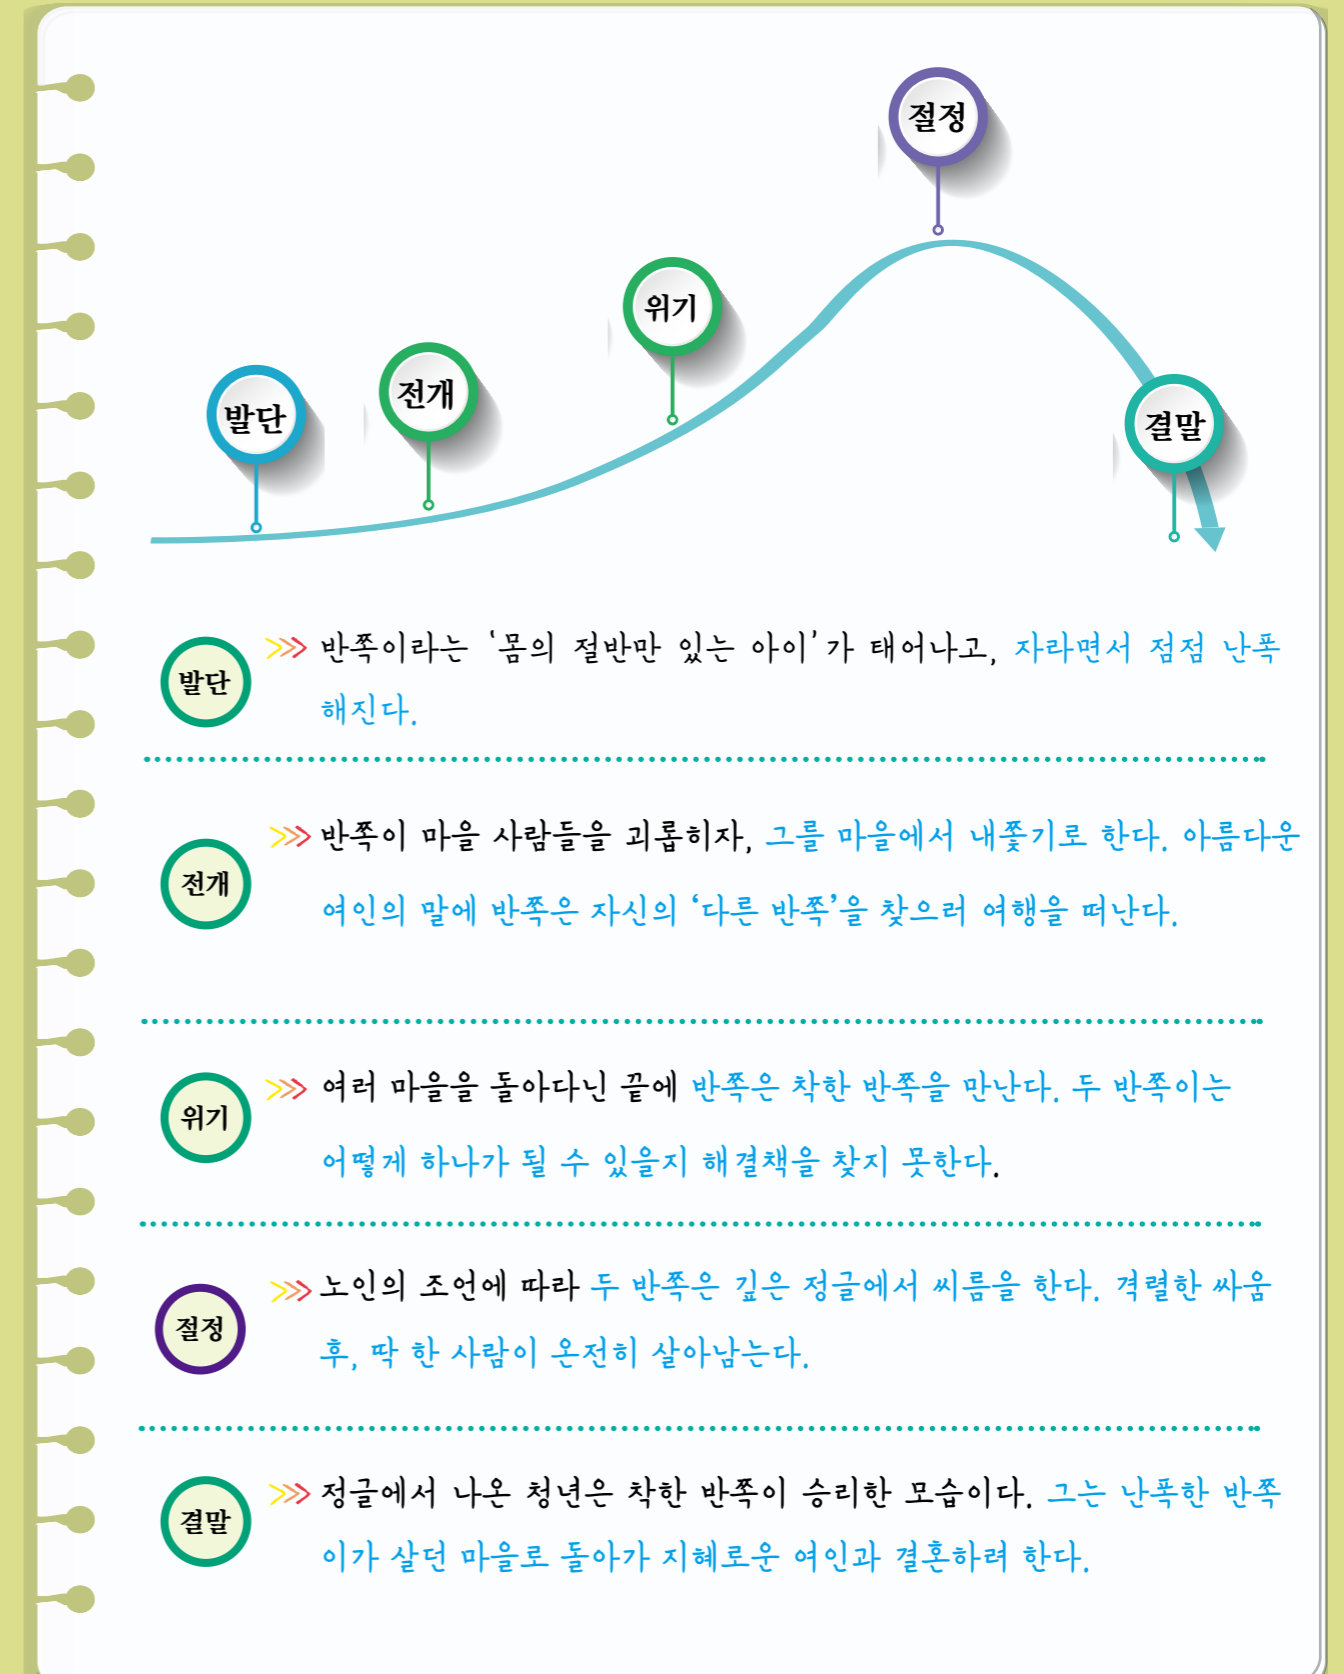 절정
위기
전개
발단
결말
발단
반쪽이라는 ‘몸의 절반만 있는 아이’가 태어나고, 자라면서 점점 난폭
해진다.
전개
반쪽이 마을 사람들을 괴롭히자, 그를 마을에서 내쫓기로 한다. 아름다운
여인의 말에 반쪽은 자신의 ‘다른 반쪽’을 찾으러 여행을 떠난다.
위기
여러 마을을 돌아다닌 끝에 반쪽은 착한 반쪽을 만난다. 두 반쪽이는
어떻게 하나가 될 수 있을지 해결책을 찾지 못한다.
절정
노인의 조언에 따라 두 반쪽은 깊은 정글에서 씨름을 한다. 격렬한 싸움
후, 딱 한 사람이 온전히 살아남는다.
결말
정글에서 나온 청년은 착한 반쪽이 승리한 모습이다. 그는 난폭한 반쪽
이가 살던 마을로 돌아가 지혜로운 여인과 결혼하려 한다.